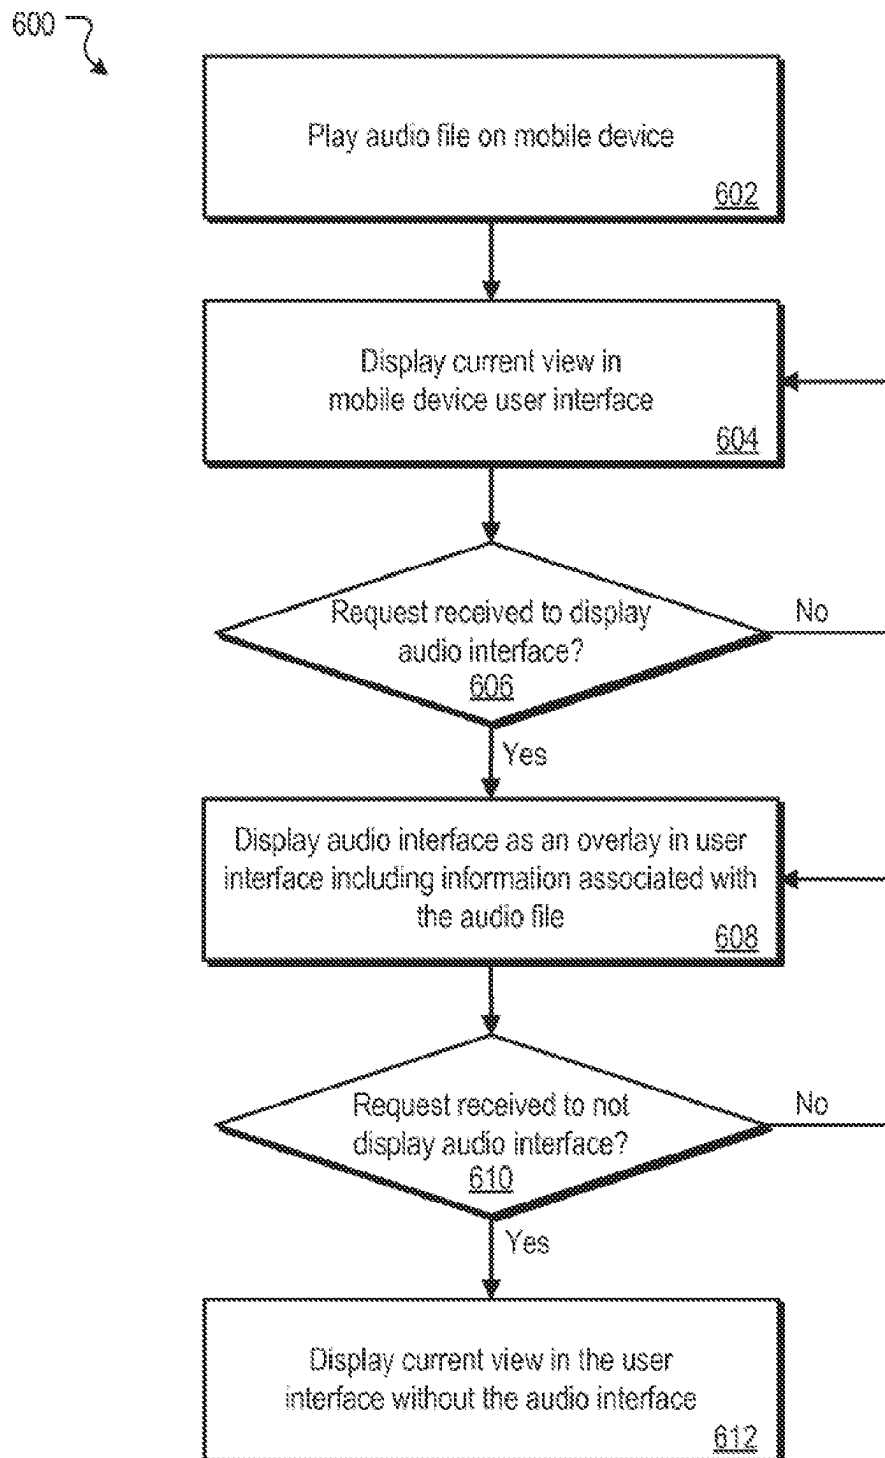 600
Play audio file on mobile device
602
Display current view in
mobile device user interface
604
Request received to display
audio interface?
606
No
Yes
Display audio interface as an overlay in user
interface including information associated with
the audio file
608
Request received to not
display audio interface?
610
No
Yes
Display current view in the user
interface without the audio interface
612